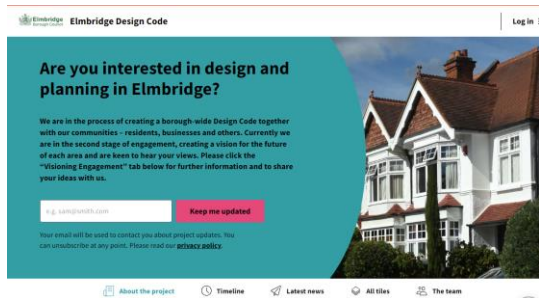 Elmbridge
Borough Council
Elmbridge Design Code
Log in
Are you interested in design and
planning in Elmbridge?
We are in the process of creating a borough-wide Design Code together
with our communities – residents, businesses and others. Currently we
are in the second stage of engagement, creating a vision for the future
of each area and are keen to hear your views. Please click the
“Visioning Engagement” tab below for further information and to share
your ideas with us.
e.g. sam@smith.com
Keep me updated
Your email will be used to contact you about project updates. You
can unsubscribe at any point. Please read our privacy policy.
About the project
Timeline
Latest news
All tiles
The team